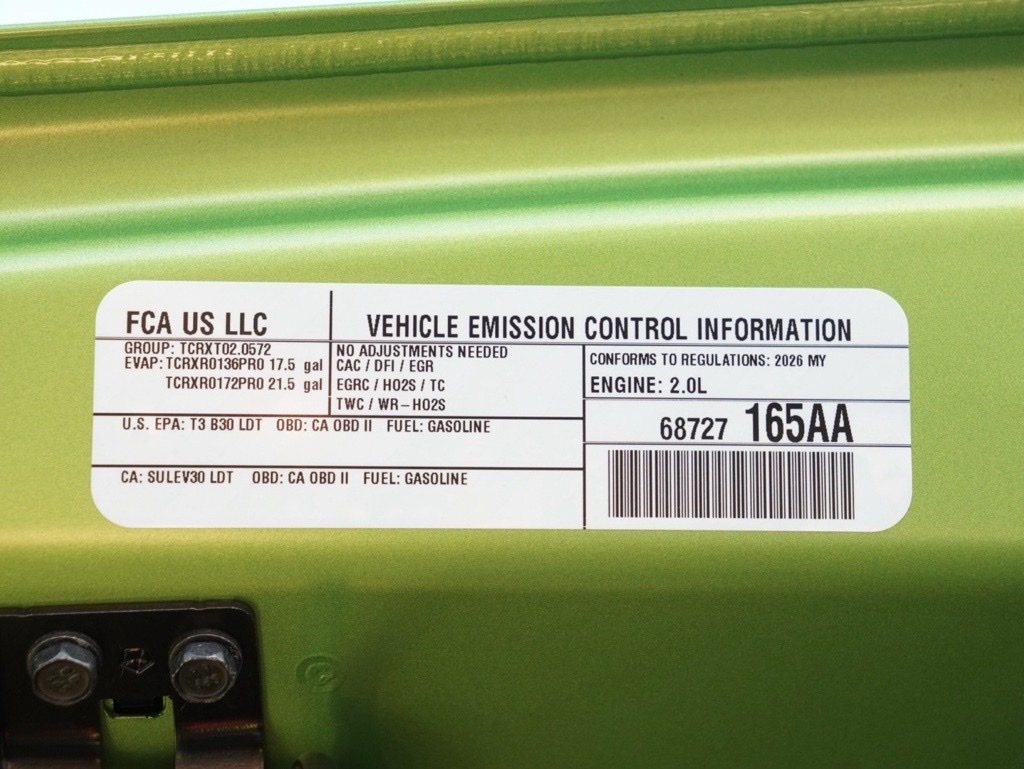 FCA US LLC
VEHICLE EMISSION CONTROL INFORMATION
GROUP: TCRXT02.0572
EVAP: TCRXR0136PR0 17.5 gal
TCRXR0172PR0 21.5 gal
NO ADJUSTMENTS NEEDED
CAC / DFI / EGR
EGRC / HO2S / TC
TWC / WR-HO2S
CONFORMS TO REGULATIONS: 2026 MY
ENGINE: 2.0L
U.S. EPA: T3 B30 LDT OBD: CA OBD II FUEL: GASOLINE
68727 165AA
CA: SULEV30 LDT OBD: CA OBD II FUEL: GASOLINE